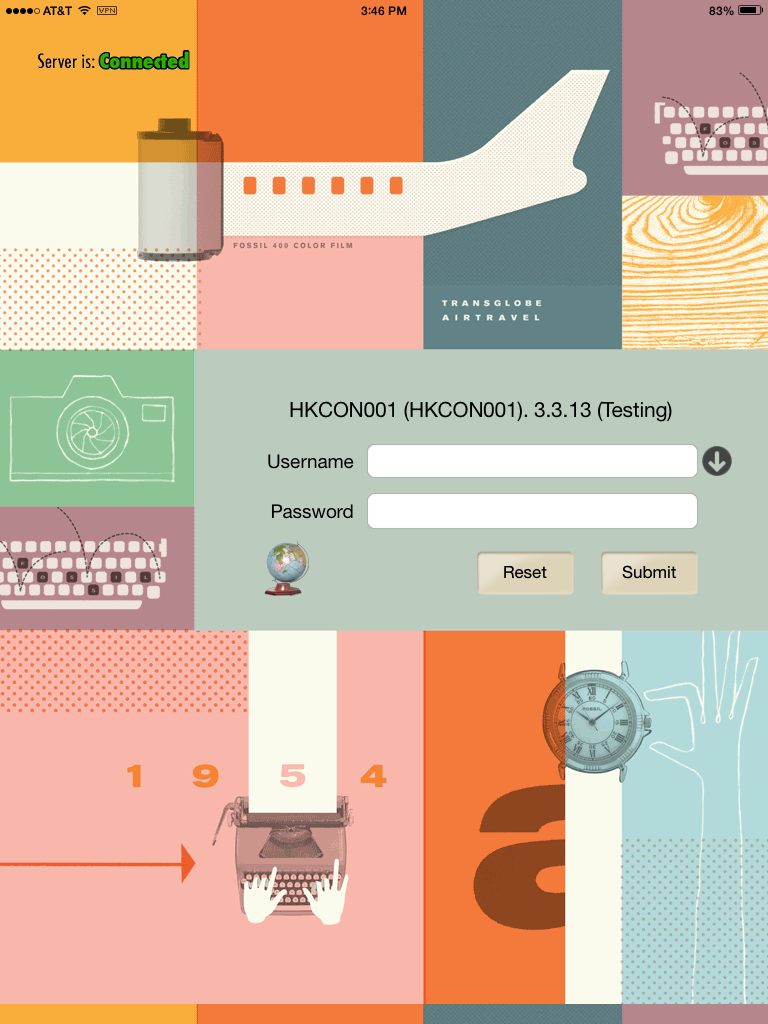 AT&T VPN 3:46 PM 83%
Server is: Connected
FOSSIL 400 COLOR FILM
TRANSGLOBE
AIRTRAVEL
HKCON001 (HKCON001). 3.3.13 (Testing)
Username
Password
Reset Submit
FOSSIL
1 9 5 4
a